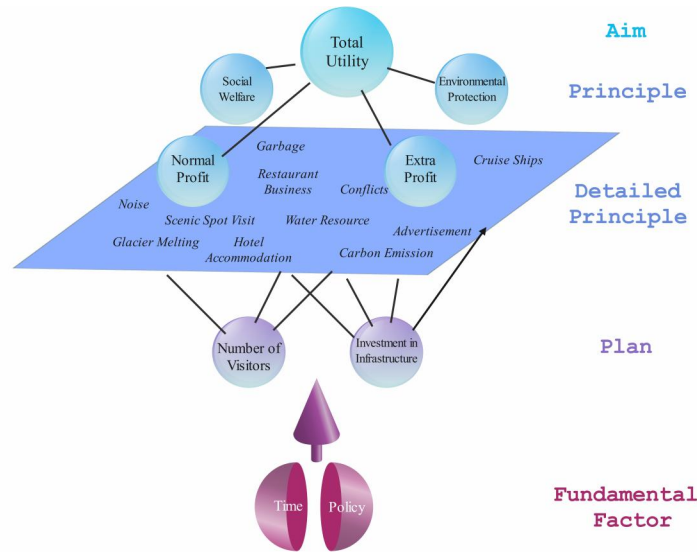 Total
Utility
Aim
Social
Welfare
Environmental
Protection
Principle
Normal
Profit
Garbage
Extra
Profit
Cruise Ships
Restaurant
Business
Conflicts
Detailed
Principle
Noise
Scenic Spot Visit
Water Resource
Advertisement
Glacier Melting
Hotel
Accommodation
Carbon Emission
Number of
Visitors
Investment in
Infrastructure
Plan
Time
Policy
Fundamental
Factor